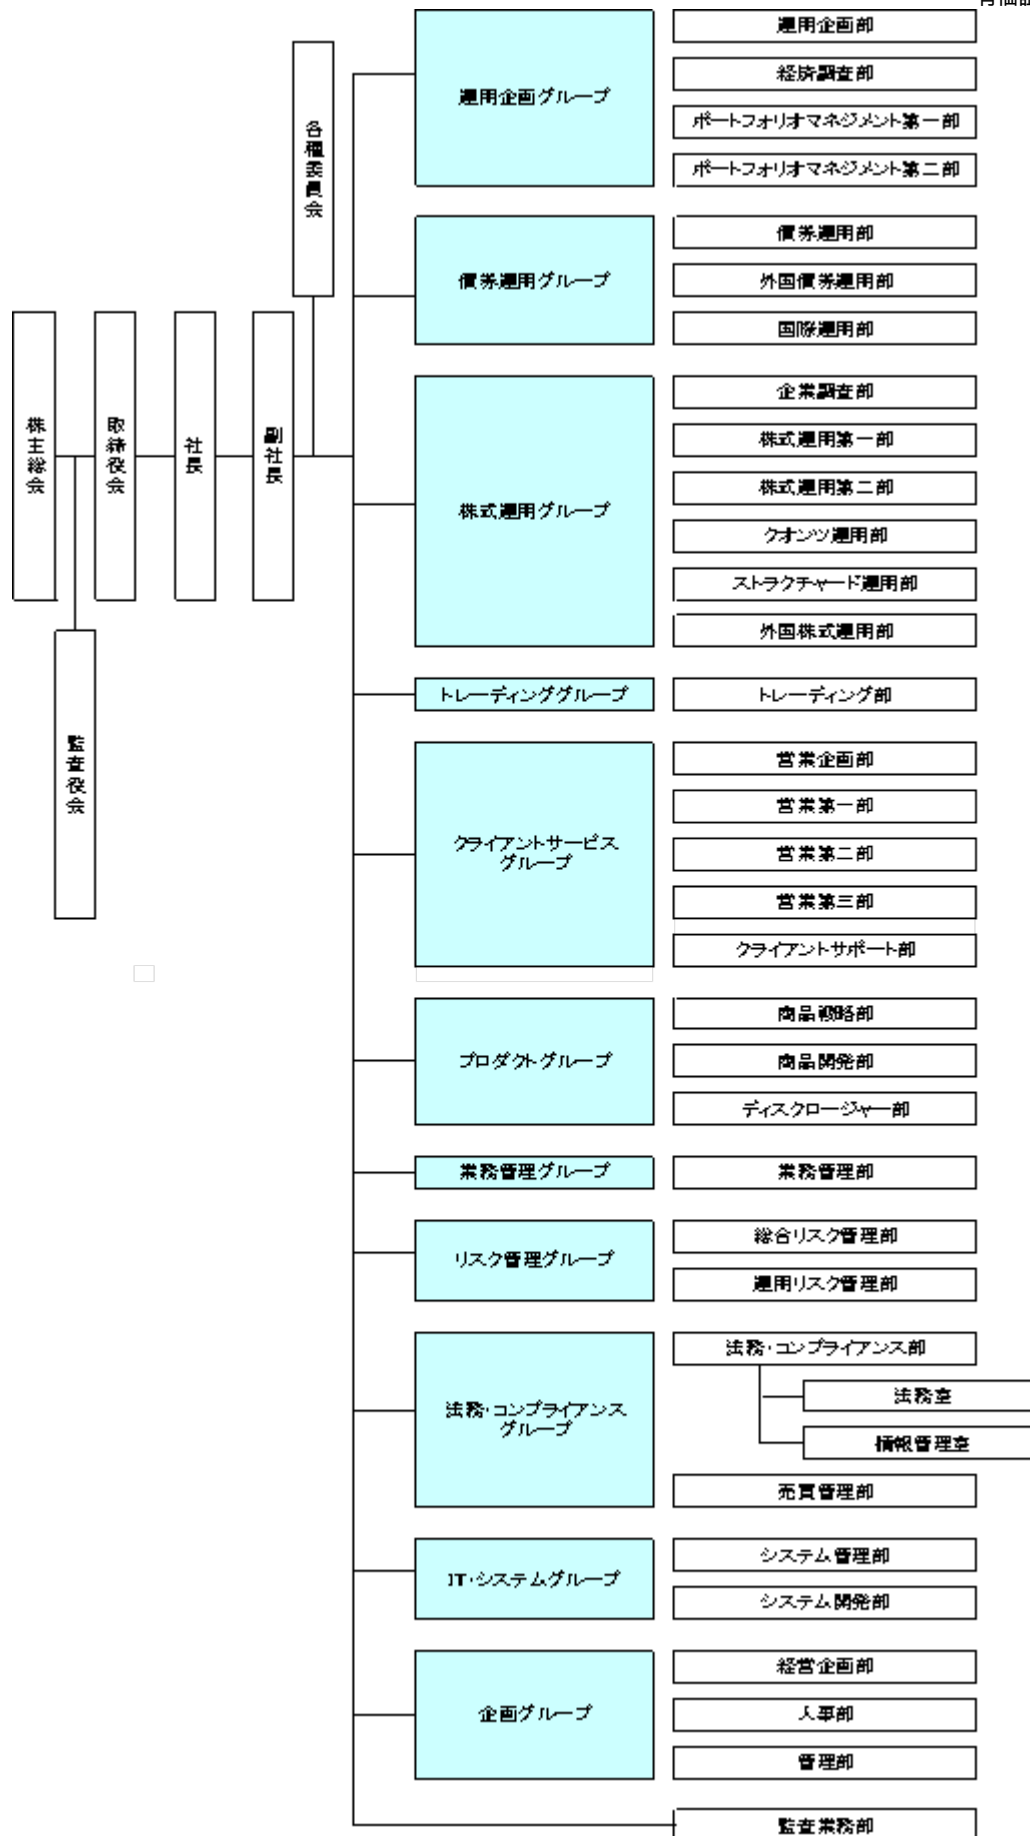 株主総会
監査役会
取締役会
社長
副社長
各種委員会
運用企画グループ
運用企画部
経済調査部
ポートフォリオマネジメント第一部
ポートフォリオマネジメント第二部
債券運用グループ
債券運用部
外国債券運用部
国際運用部
株式運用グループ
企業調査部
株式運用第一部
株式運用第二部
クオンツ運用部
ストラクチャード運用部
外国株式運用部
トレーディンググループ
トレーディング部
クライアントサービス
グループ
営業企画部
営業第一部
営業第二部
営業第三部
クライアントサポート部
プロダクトグループ
商品戦略部
商品開発部
ディスクロージャー部
業務管理グループ
業務管理部
リスク管理グループ
総合リスク管理部
運用リスク管理部
法務・コンプライアンス
グループ
法務・コンプライアンス部
法務室
情報管理室
売買管理部
IT・システムグループ
システム管理部
システム開発部
企画グループ
経営企画部
人事部
管理部
監査業務部